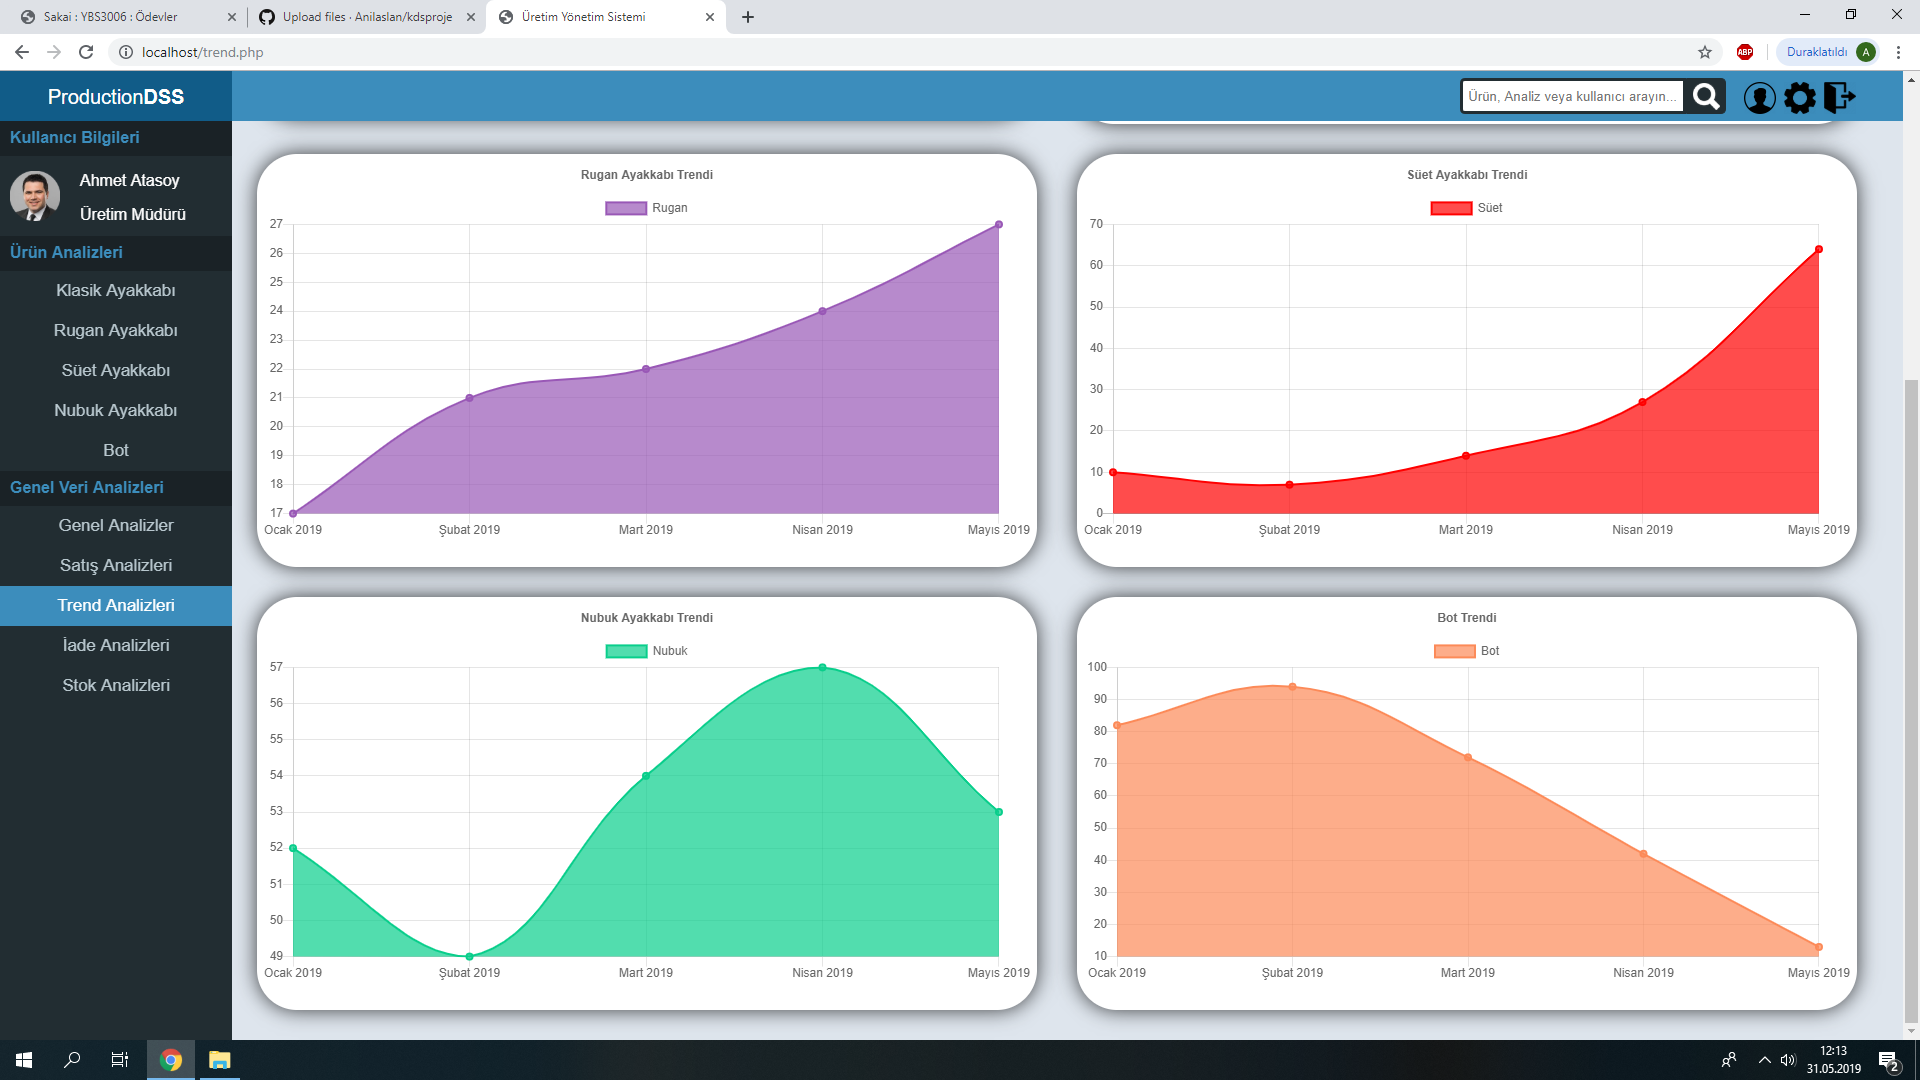 Sakai : YBS3006 : Ödevler
Upload files · Anilaslan/kdsproje
Üretim Yönetim Sistemi
localhost/trend.php
ABP
Duraklatıldı
A
ProductionDSS
Ürün, Analiz veya kullanıcı arayın...
Kullanıcı Bilgileri
Ahmet Atasoy
Üretim Müdürü
Ürün Analizleri
Klasik Ayakkabı
Rugan Ayakkabı
Süet Ayakkabı
Nubuk Ayakkabı
Bot
Genel Veri Analizleri
Genel Analizler
Satış Analizleri
Trend Analizleri
İade Analizleri
Stok Analizleri
Rugan Ayakkabı Trendi
Rugan
27
26
25
24
23
22
21
20
19
18
17
Ocak 2019 Şubat 2019 Mart 2019 Nisan 2019 Mayıs 2019
Süet Ayakkabı Trendi
Süet
70
60
50
40
30
20
10
0
Ocak 2019 Şubat 2019 Mart 2019 Nisan 2019 Mayıs 2019
Nubuk Ayakkabı Trendi
Nubuk
57
56
55
54
53
52
51
50
49
Ocak 2019 Şubat 2019 Mart 2019 Nisan 2019 Mayıs 2019
Bot Trendi
Bot
100
90
80
70
60
50
40
30
20
10
Ocak 2019 Şubat 2019 Mart 2019 Nisan 2019 Mayıs 2019
12:13
31.05.2019
2